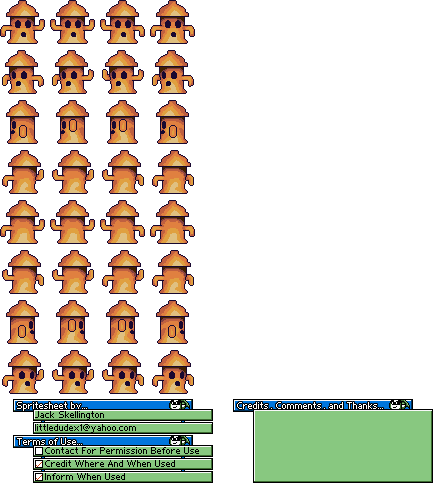 Spritesheet by...
Jack Skellington
littledudex1@yahoo.com
Terms of Use...
Contact For Permission Before Use
Credit Where And When Used
Inform When Used
Credits, Comments, and Thanks...